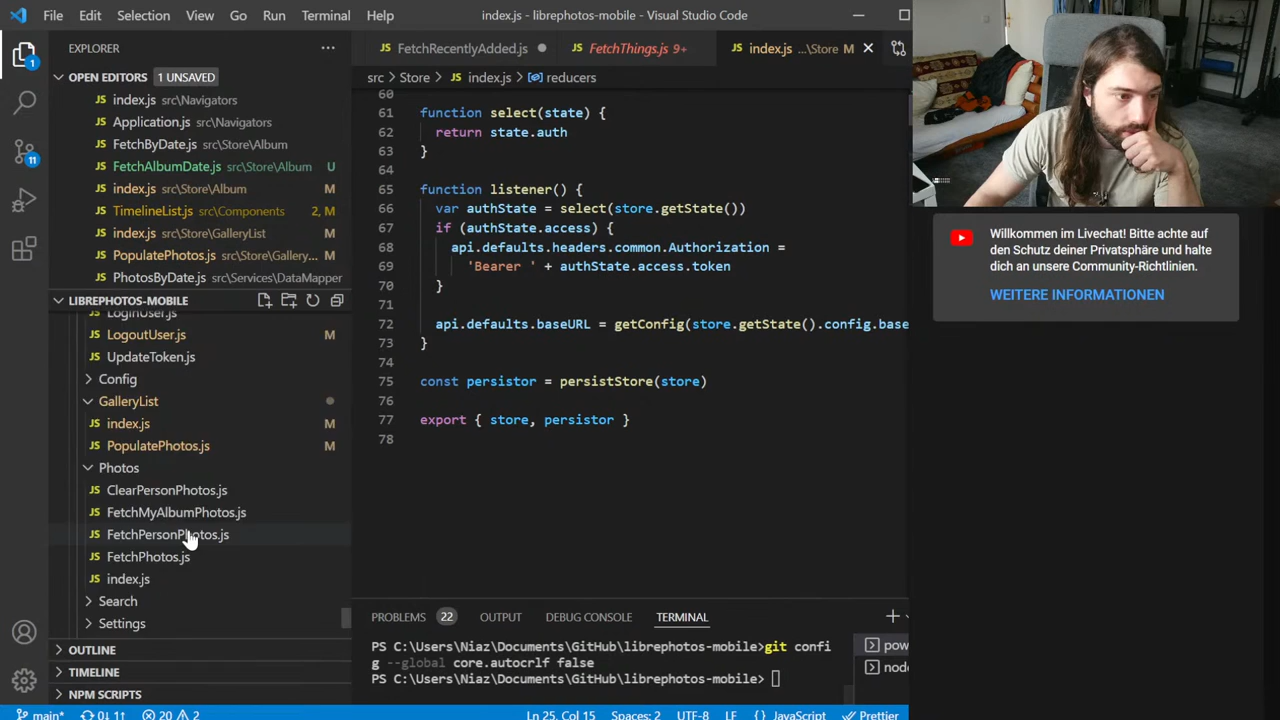 File Edit Selection View Go Run Terminal Help index.js - librephotos-mobile - Visual Studio Code
EXPLORER
FetchRecentlyAdded.js FetchThings.js 9+ index.js ...\Store M
OPEN EDITORS 1 UNSAVED
src > Store > index.js > reducers
index.js src\Navigators
Application.js src\Navigators
FetchByDate.js src\Store\Album
FetchAlbumDate.js src\Store\Album U
index.js src\Store\Album M
TimelineList.js src\Components 2, M
index.js src\Store\GalleryList M
PopulatePhotos.js src\Store\Gallery... M
PhotosByDate.js src\Services\DataMapper
LIBREPHOTOS-MOBILE
LoginUser.js
LogoutUser.js M
UpdateToken.js
Config
GalleryList
index.js M
PopulatePhotos.js M
Photos
ClearPersonPhotos.js
FetchMyAlbumPhotos.js
FetchPersonPhotos.js
FetchPhotos.js
index.js
Search
Settings
OUTLINE
TIMELINE
NPM SCRIPTS
60
61 function select(state) {
62 return state.auth
63 }
64
65 function listener() {
66 var authState = select(store.getState())
67 if (authState.access) {
68 api.defaults.headers.common.Authorization =
69 'Bearer ' + authState.access.token
70 }
71
72 api.defaults.baseURL = getConfig(store.getState().config.base
73 }
74
75 const persistor = persistStore(store)
76
77 export { store, persistor }
78
PROBLEMS 22 OUTPUT DEBUG CONSOLE TERMINAL
PS C:\Users\Niaz\Documents\GitHub\librephotos-mobile>git confi
g --global core.autocrlf false
PS C:\Users\Niaz\Documents\GitHub\librephotos-mobile>
pow
node
Willkommen im Livechat! Bitte achte auf
den Schutz deiner Privatsphäre und halte
dich an unsere Community-Richtlinien.
WEITERE INFORMATIONEN
1
11
main* 0↓ 1↑ 20 2 Ln 25, Col 15 Spaces: 2 UTF-8 LF {} JavaScript Prettier